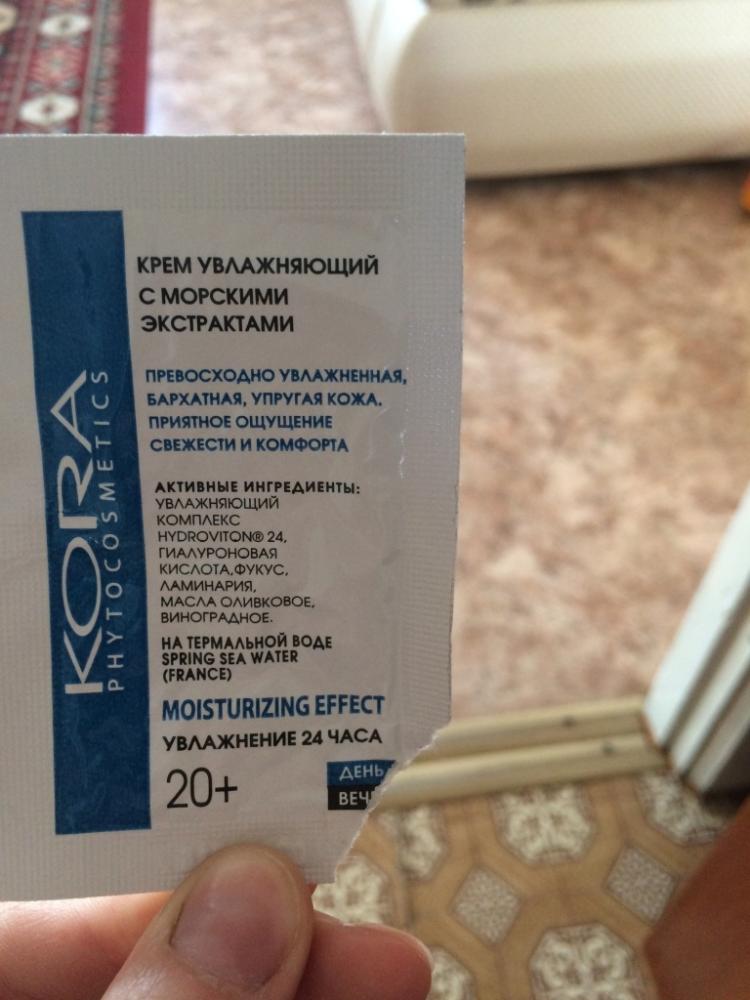 KORA
PHYTOCOSMETICS
КРЕМ УВЛАЖНЯЮЩИЙ
С МОРСКИМИ
ЭКСТРАКТАМИ
ПРЕВОСХОДНО УВЛАЖНЕННАЯ,
БАРХАТНАЯ, УПРУГАЯ КОЖА.
ПРИЯТНОЕ ОЩУЩЕНИЕ
СВЕЖЕСТИ И КОМФОРТА
АКТИВНЫЕ ИНГРЕДИЕНТЫ:
УВЛАЖНЯЮЩИЙ
КОМПЛЕКС
HYDROVITON® 24,
ГИАЛУРОНОВАЯ
КИСЛОТА,ФУКУС,
ЛАМИНАРИЯ,
МАСЛА ОЛИВКОВОЕ,
ВИНОГРАДНОЕ.
НА ТЕРМАЛЬНОЙ ВОДЕ
SPRING SEA WATER
(FRANCE)
MOISTURIZING EFFECT
УВЛАЖНЕНИЕ 24 ЧАСА
20+
ДЕНЬ